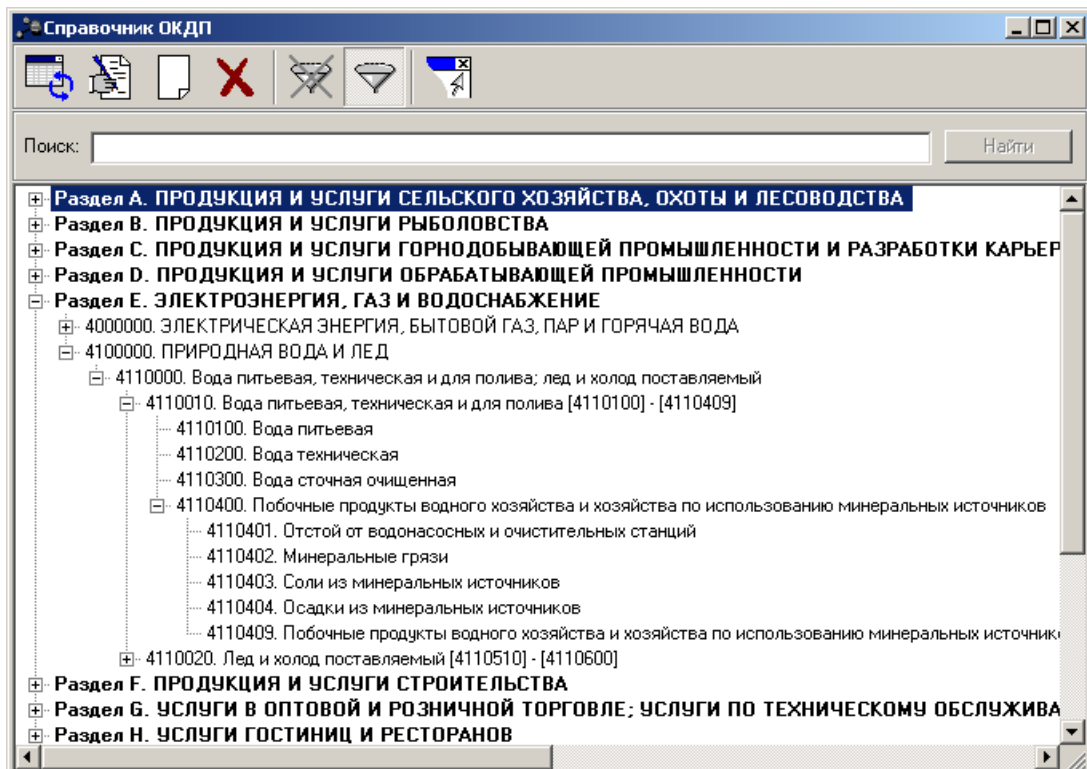 Справочник ОКДП
Поиск:
Найти
Раздел A. ПРОДУКЦИЯ И УСЛУГИ СЕЛЬСКОГО ХОЗЯЙСТВА, ОХОТЫ И ЛЕСОВОДСТВА
Раздел B. ПРОДУКЦИЯ И УСЛУГИ РЫБОЛОВСТВА
Раздел C. ПРОДУКЦИЯ И УСЛУГИ ГОРНОДОБЫВАЮЩЕЙ ПРОМЫШЛЕННОСТИ И РАЗРАБОТКИ КАРЬЕР
Раздел D. ПРОДУКЦИЯ И УСЛУГИ ОБРАБАТЫВАЮЩЕЙ ПРОМЫШЛЕННОСТИ
Раздел E. ЭЛЕКТРОЭНЕРГИЯ, ГАЗ И ВОДОСНАБЖЕНИЕ
4000000. ЭЛЕКТРИЧЕСКАЯ ЭНЕРГИЯ, БЫТОВОЙ ГАЗ, ПАР И ГОРЯЧАЯ ВОДА
4100000. ПРИРОДНАЯ ВОДА И ЛЕД
4110000. Вода питьевая, техническая и для полива; лед и холод поставляемый
4110010. Вода питьевая, техническая и для полива [4110100] - [4110409]
4110100. Вода питьевая
4110200. Вода техническая
4110300. Вода сточная очищенная
4110400. Побочные продукты водного хозяйства и хозяйства по использованию минеральных источников
4110401. Отстой от водонасосных и очистительных станций
4110402. Минеральные грязи
4110403. Соли из минеральных источников
4110404. Осадки из минеральных источников
4110409. Побочные продукты водного хозяйства и хозяйства по использованию минеральных источник
4110020. Лед и холод поставляемый [4110510] - [4110600]
Раздел F. ПРОДУКЦИЯ И УСЛУГИ СТРОИТЕЛЬСТВА
Раздел G. УСЛУГИ В ОПТОВОЙ И РОЗНИЧНОЙ ТОРГОВЛЕ; УСЛУГИ ПО ТЕХНИЧЕСКОМУ ОБСЛУЖИВА
Раздел H. УСЛУГИ ГОСТИНИЦ И РЕСТОРАНОВ